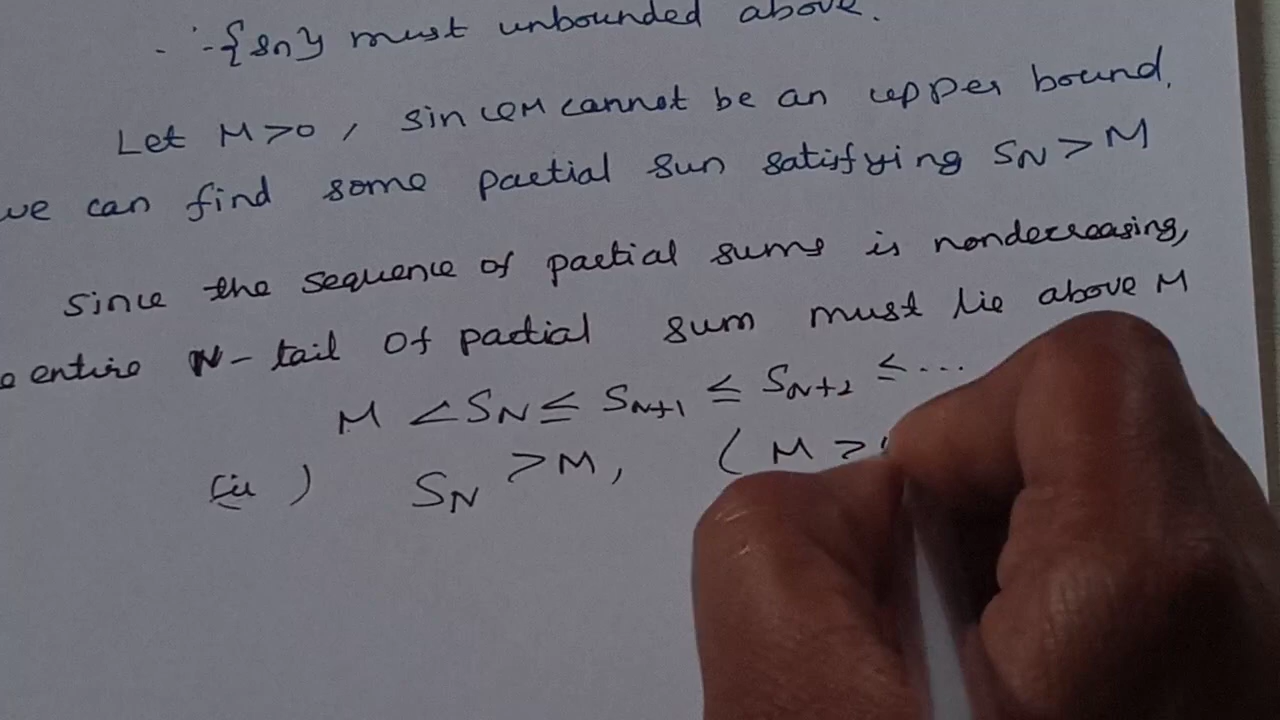 ∴ {sn} must unbounded above.
Let M>0, since M cannot be an upper bound.
we can find some partial sun satisfying SN > M
since the sequence of partial sums is nondecreasing,
entire N-tail of partial sum must lie above M
M < SN ≤ SN+1 ≤ SN+2 ≤ ...
(ie) SN > M, ( M >